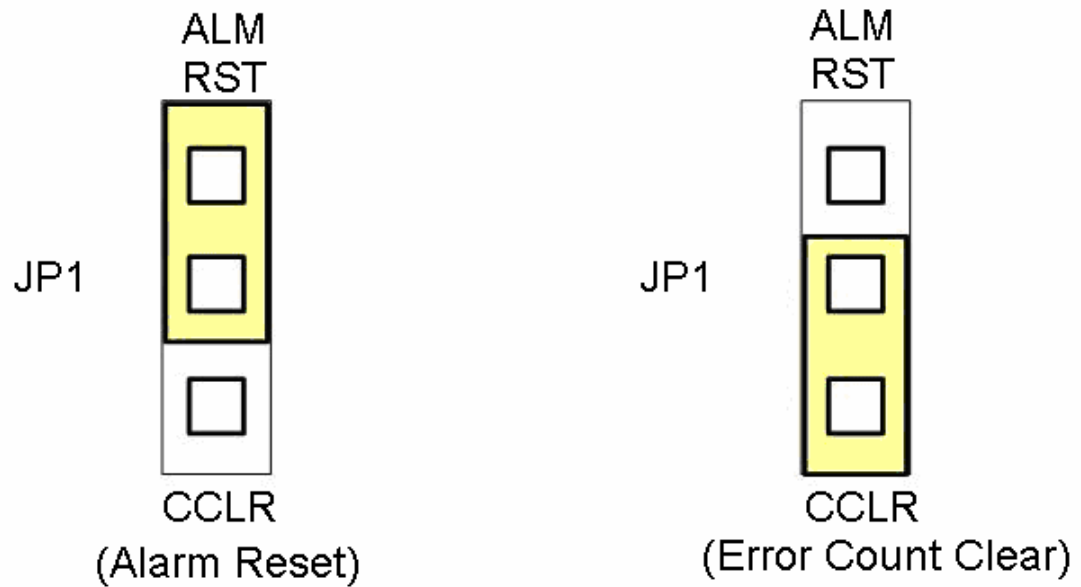 ALM
RST
JP1
CCLR
(Alarm Reset)
ALM
RST
JP1
CCLR
(Error Count Clear)